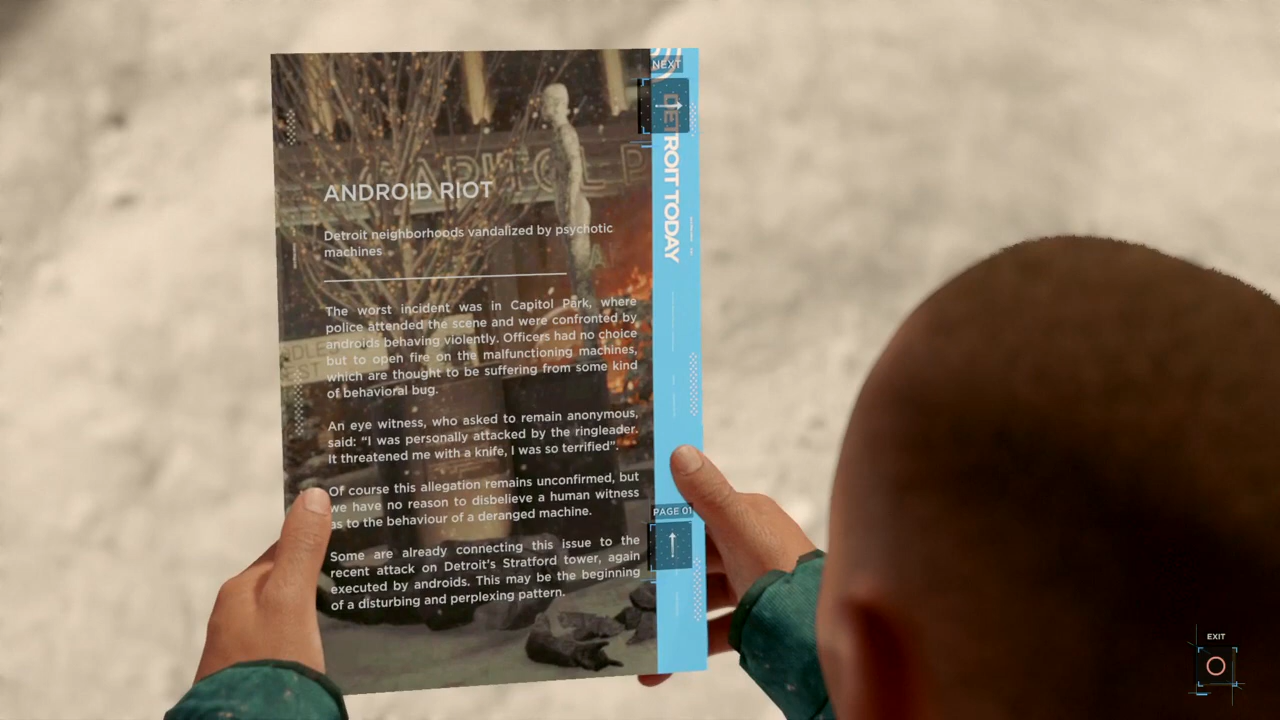 NEXT
DETROIT TODAY
CAPITOL P
ANDROID RIOT
Detroit neighborhoods vandalized by psychotic
machines
The worst incident was in Capitol Park, where
police attended the scene and were confronted by
androids behaving violently. Officers had no choice
but to open fire on the malfunctioning machines,
which are thought to be suffering from some kind
of behavioral bug.
An eye witness, who asked to remain anonymous,
said: “I was personally attacked by the ringleader.
It threatened me with a knife, I was so terrified”.
Of course this allegation remains unconfirmed, but
we have no reason to disbelieve a human witness
as to the behaviour of a deranged machine.
Some are already connecting this issue to the
recent attack on Detroit's Stratford tower, again
executed by androids. This may be the beginning
of a disturbing and perplexing pattern.
PAGE 01
EXIT